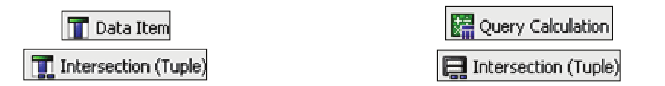 Data Item
Query Calculation
Intersection (Tuple)
Intersection (Tuple)